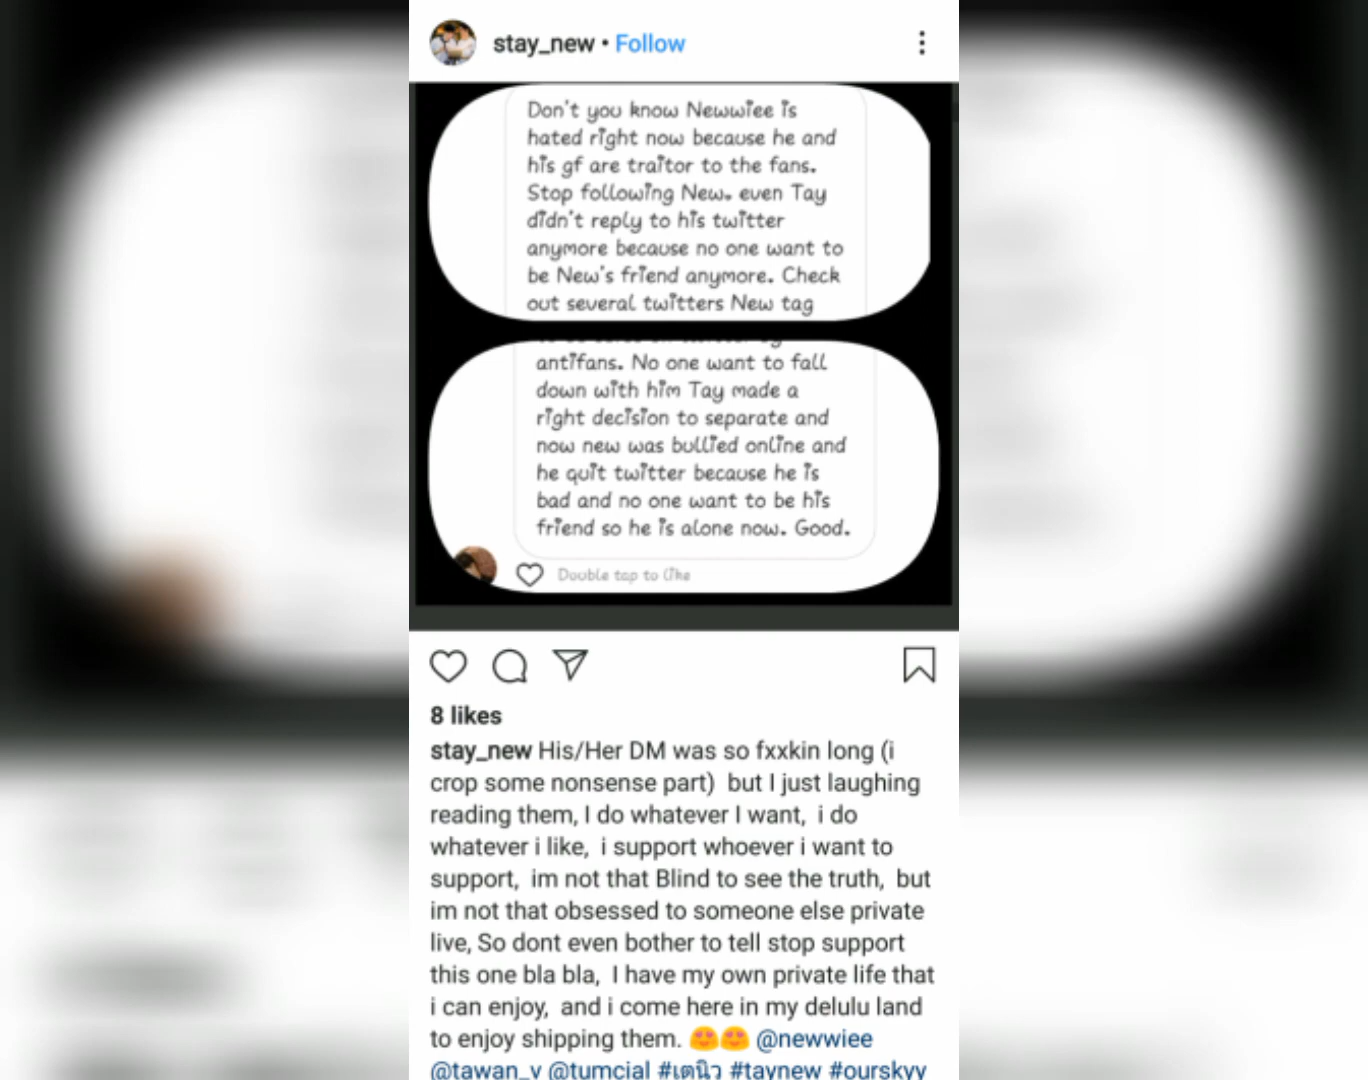 stay_new • Follow
Don't you know Newwiee is
hated right now because he and
his gf are traitor to the fans.
Stop following New. even Tay
didn't reply to his twitter
anymore because no one want to
be New's friend anymore. Check
out several twitters New tag
antifans. No one want to fall
down with him Tay made a
right decision to separate and
now new was bullied online and
he quit twitter because he is
bad and no one want to be his
friend so he is alone now. Good.
Double tap to like
8 likes
stay_new His/Her DM was so fxxkin long (i
crop some nonsense part) but I just laughing
reading them, I do whatever I want, i do
whatever i like, i support whoever i want to
support, im not that Blind to see the truth, but
im not that obsessed to someone else private
live, So dont even bother to tell stop support
this one bla bla, I have my own private life that
i can enjoy, and i come here in my delulu land
to enjoy shipping them. 😍😍 @newwiee
@tawan_v @tumcial #เตนิว #taynew #ourskyy